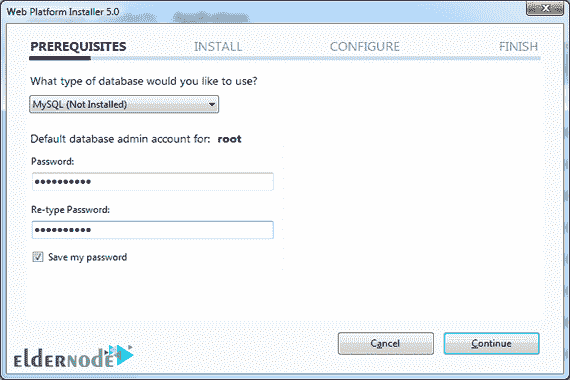 Web Platform Installer 5.0
PREREQUISITES INSTALL CONFIGURE FINISH
What type of database would you like to use?
MySQL (Not Installed)
Default database admin account for: root
Password:
••••••••••
Re-type Password:
••••••••••
Save my password
Cancel Continue
eLDERNODE